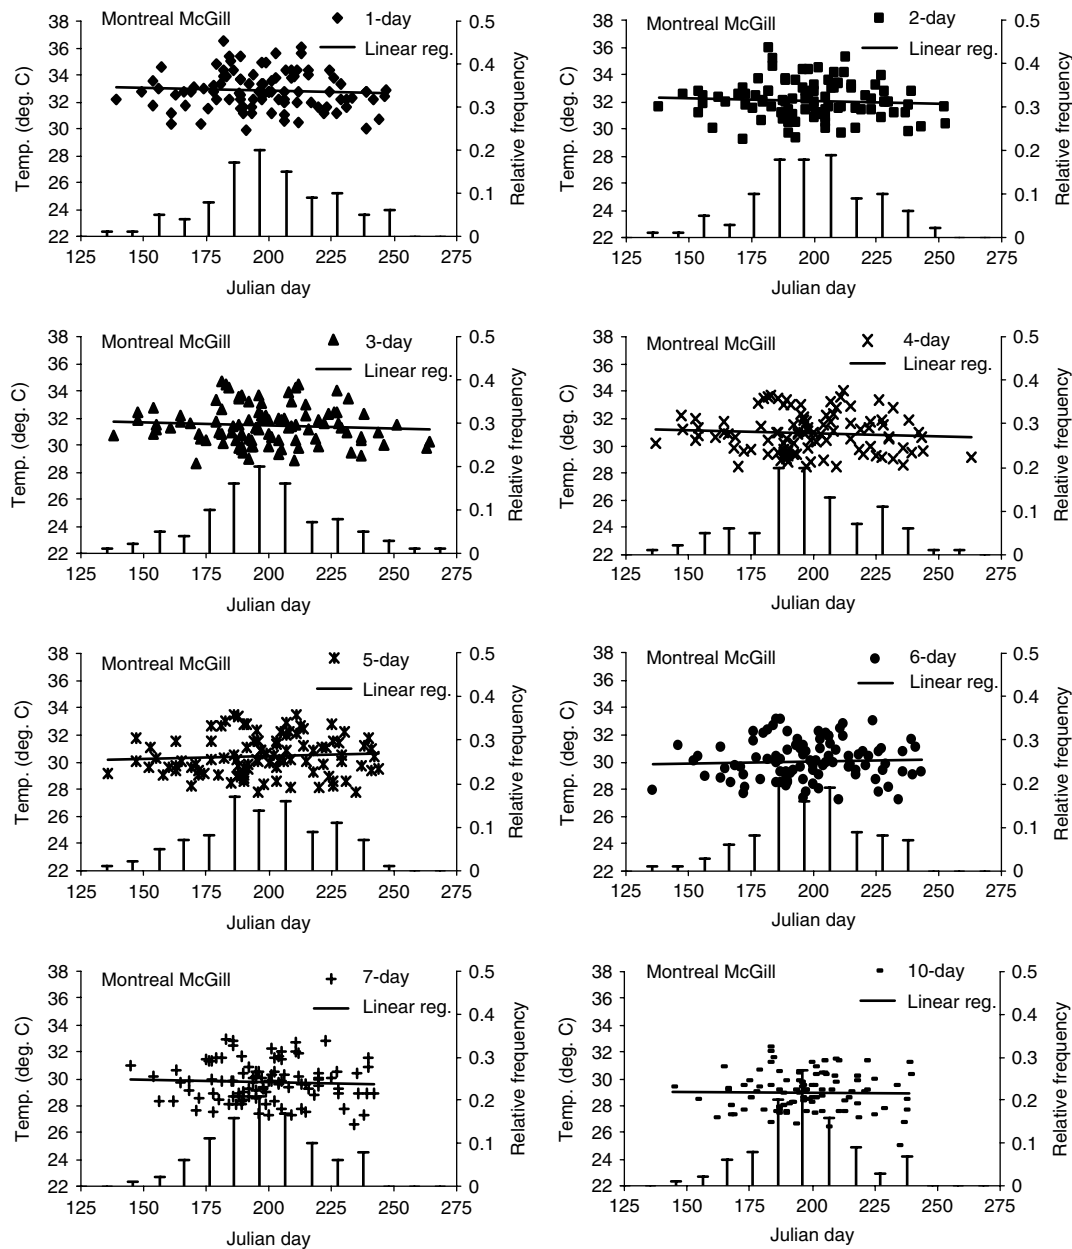 Montreal McGill
1-day
Linear reg.
38
36
34
32
30
28
26
24
22
0.5
0.4
0.3
0.2
0.1
0
125 150 175 200 225 250 275
Temp. (deg. C)
Relative frequency
Julian day
Montreal McGill
2-day
Linear reg.
38
36
34
32
30
28
26
24
22
0.5
0.4
0.3
0.2
0.1
0
125 150 175 200 225 250 275
Temp. (deg. C)
Relative frequency
Julian day
Montreal McGill
3-day
Linear reg.
38
36
34
32
30
28
26
24
22
0.5
0.4
0.3
0.2
0.1
0
125 150 175 200 225 250 275
Temp. (deg. C)
Relative frequency
Julian day
Montreal McGill
4-day
Linear reg.
38
36
34
32
30
28
26
24
22
0.5
0.4
0.3
0.2
0.1
0
125 150 175 200 225 250 275
Temp. (deg. C)
Relative frequency
Julian day
Montreal McGill
5-day
Linear reg.
38
36
34
32
30
28
26
24
22
0.5
0.4
0.3
0.2
0.1
0
125 150 175 200 225 250 275
Temp. (deg. C)
Relative frequency
Julian day
Montreal McGill
6-day
Linear reg.
38
36
34
32
30
28
26
24
22
0.5
0.4
0.3
0.2
0.1
0
125 150 175 200 225 250 275
Temp. (deg. C)
Relative frequency
Julian day
Montreal McGill
7-day
Linear reg.
38
36
34
32
30
28
26
24
22
0.5
0.4
0.3
0.2
0.1
0
125 150 175 200 225 250 275
Temp. (deg. C)
Relative frequency
Julian day
Montreal McGill
10-day
Linear reg.
38
36
34
32
30
28
26
24
22
0.5
0.4
0.3
0.2
0.1
0
125 150 175 200 225 250 275
Temp. (deg. C)
Relative frequency
Julian day